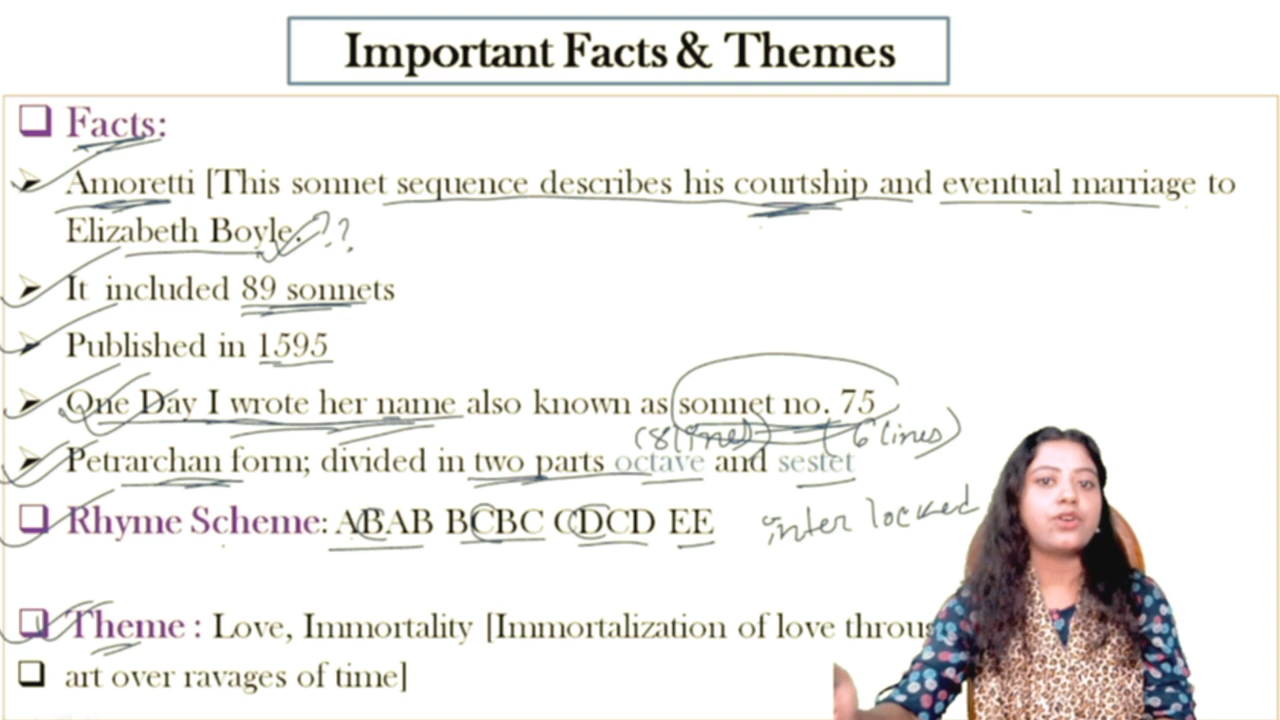 Important Facts & Themes
Facts:
Amoretti [This sonnet sequence describes his courtship and eventual marriage to
Elizabeth Boyle. ??
It included 89 sonnets
Published in 1595
One Day I wrote her name also known as sonnet no. 75
(8 lines) (6 lines)
Petrarchan form; divided in two parts octave and sestet
Rhyme Scheme: ABAB BCBC CDCD EE inter locked
Theme : Love, Immortality [Immortalization of love throug
art over ravages of time]